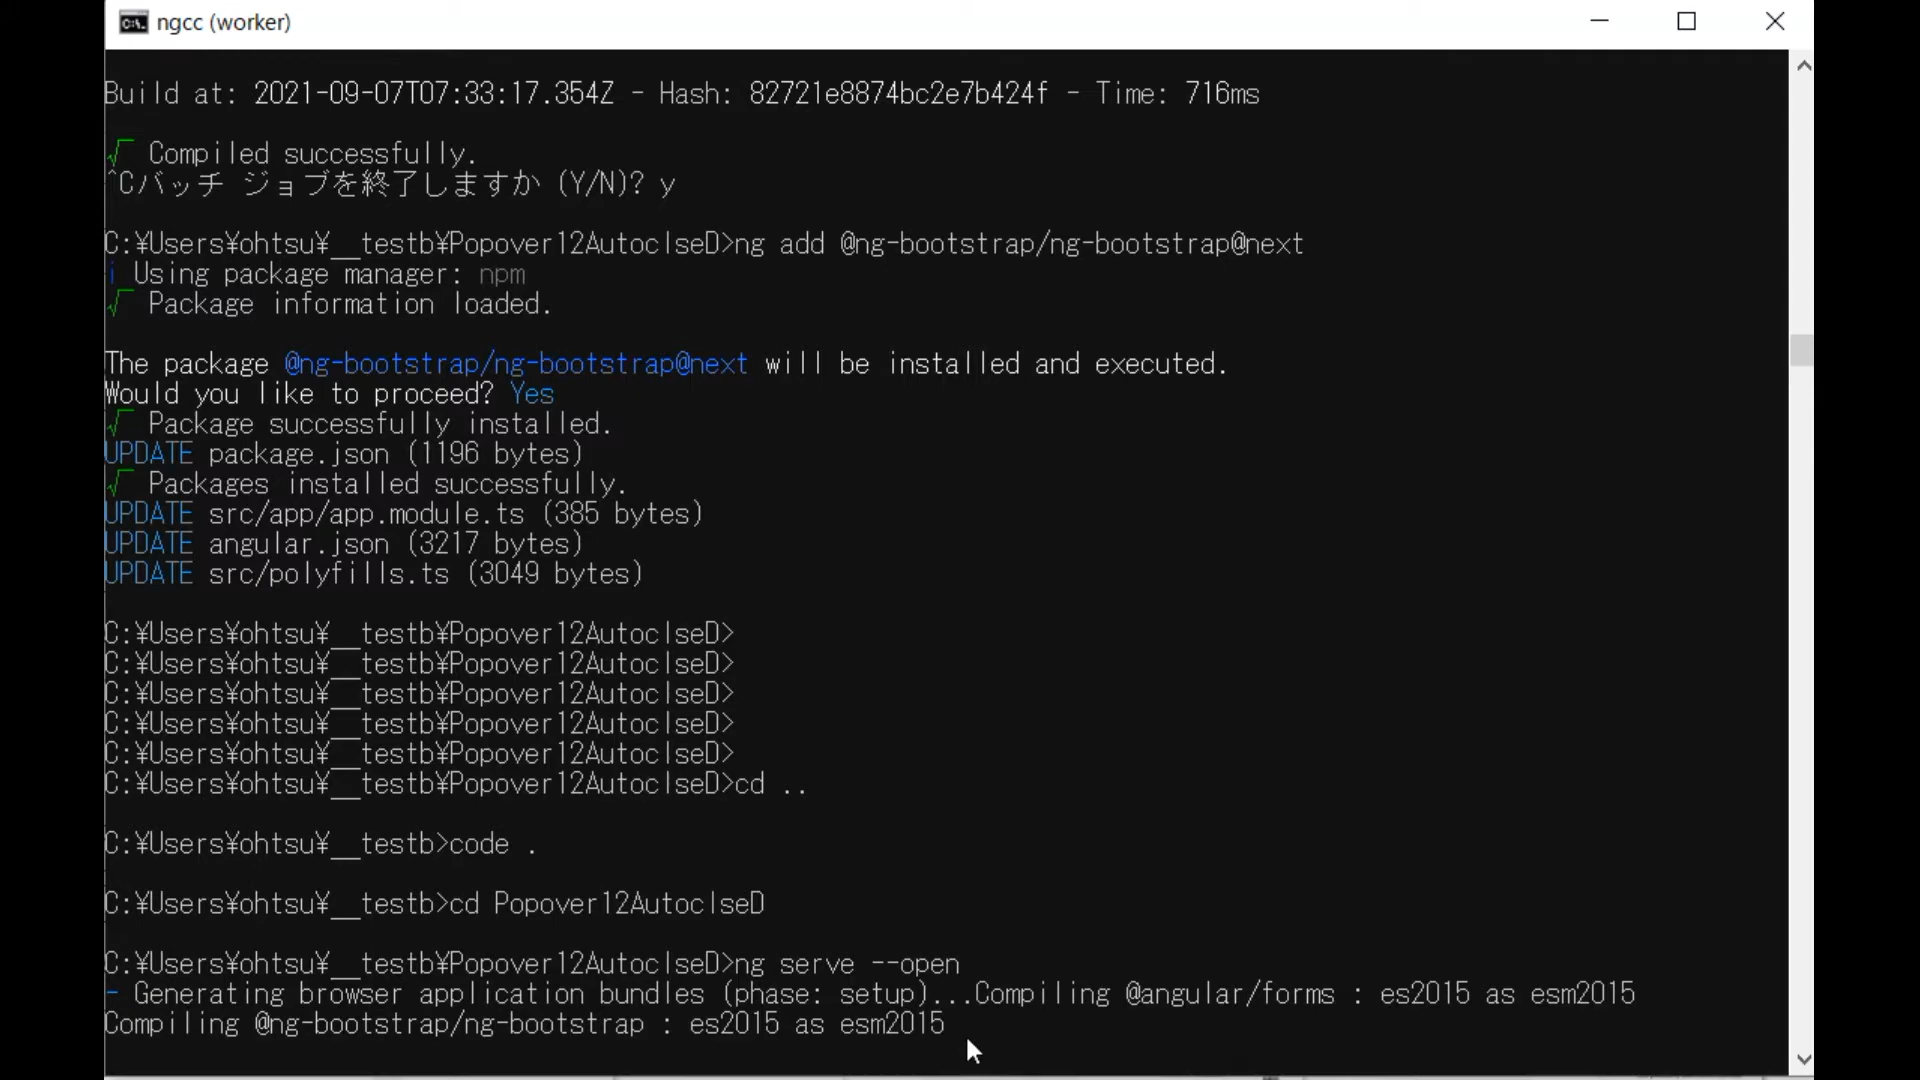 ngcc (worker)
Build at: 2021-09-07T07:33:17.354Z - Hash: 82721e8874bc2e7b424f - Time: 716ms
√ Compiled successfully.
^Cバッチ ジョブを終了しますか (Y/N)? y
C:¥Users¥ohtsu¥__testb¥Popover12AutoclseD>ng add @ng-bootstrap/ng-bootstrap@next
i Using package manager: npm
√ Package information loaded.
The package @ng-bootstrap/ng-bootstrap@next will be installed and executed.
Would you like to proceed? Yes
√ Package successfully installed.
UPDATE package.json (1196 bytes)
√ Packages installed successfully.
UPDATE src/app/app.module.ts (385 bytes)
UPDATE angular.json (3217 bytes)
UPDATE src/polyfills.ts (3049 bytes)
C:¥Users¥ohtsu¥__testb¥Popover12AutoclseD>
C:¥Users¥ohtsu¥__testb¥Popover12AutoclseD>
C:¥Users¥ohtsu¥__testb¥Popover12AutoclseD>
C:¥Users¥ohtsu¥__testb¥Popover12AutoclseD>
C:¥Users¥ohtsu¥__testb¥Popover12AutoclseD>
C:¥Users¥ohtsu¥__testb¥Popover12AutoclseD>cd ..
C:¥Users¥ohtsu¥__testb>code .
C:¥Users¥ohtsu¥__testb>cd Popover12AutoclseD
C:¥Users¥ohtsu¥__testb¥Popover12AutoclseD>ng serve --open
- Generating browser application bundles (phase: setup)...Compiling @angular/forms : es2015 as esm2015
Compiling @ng-bootstrap/ng-bootstrap : es2015 as esm2015